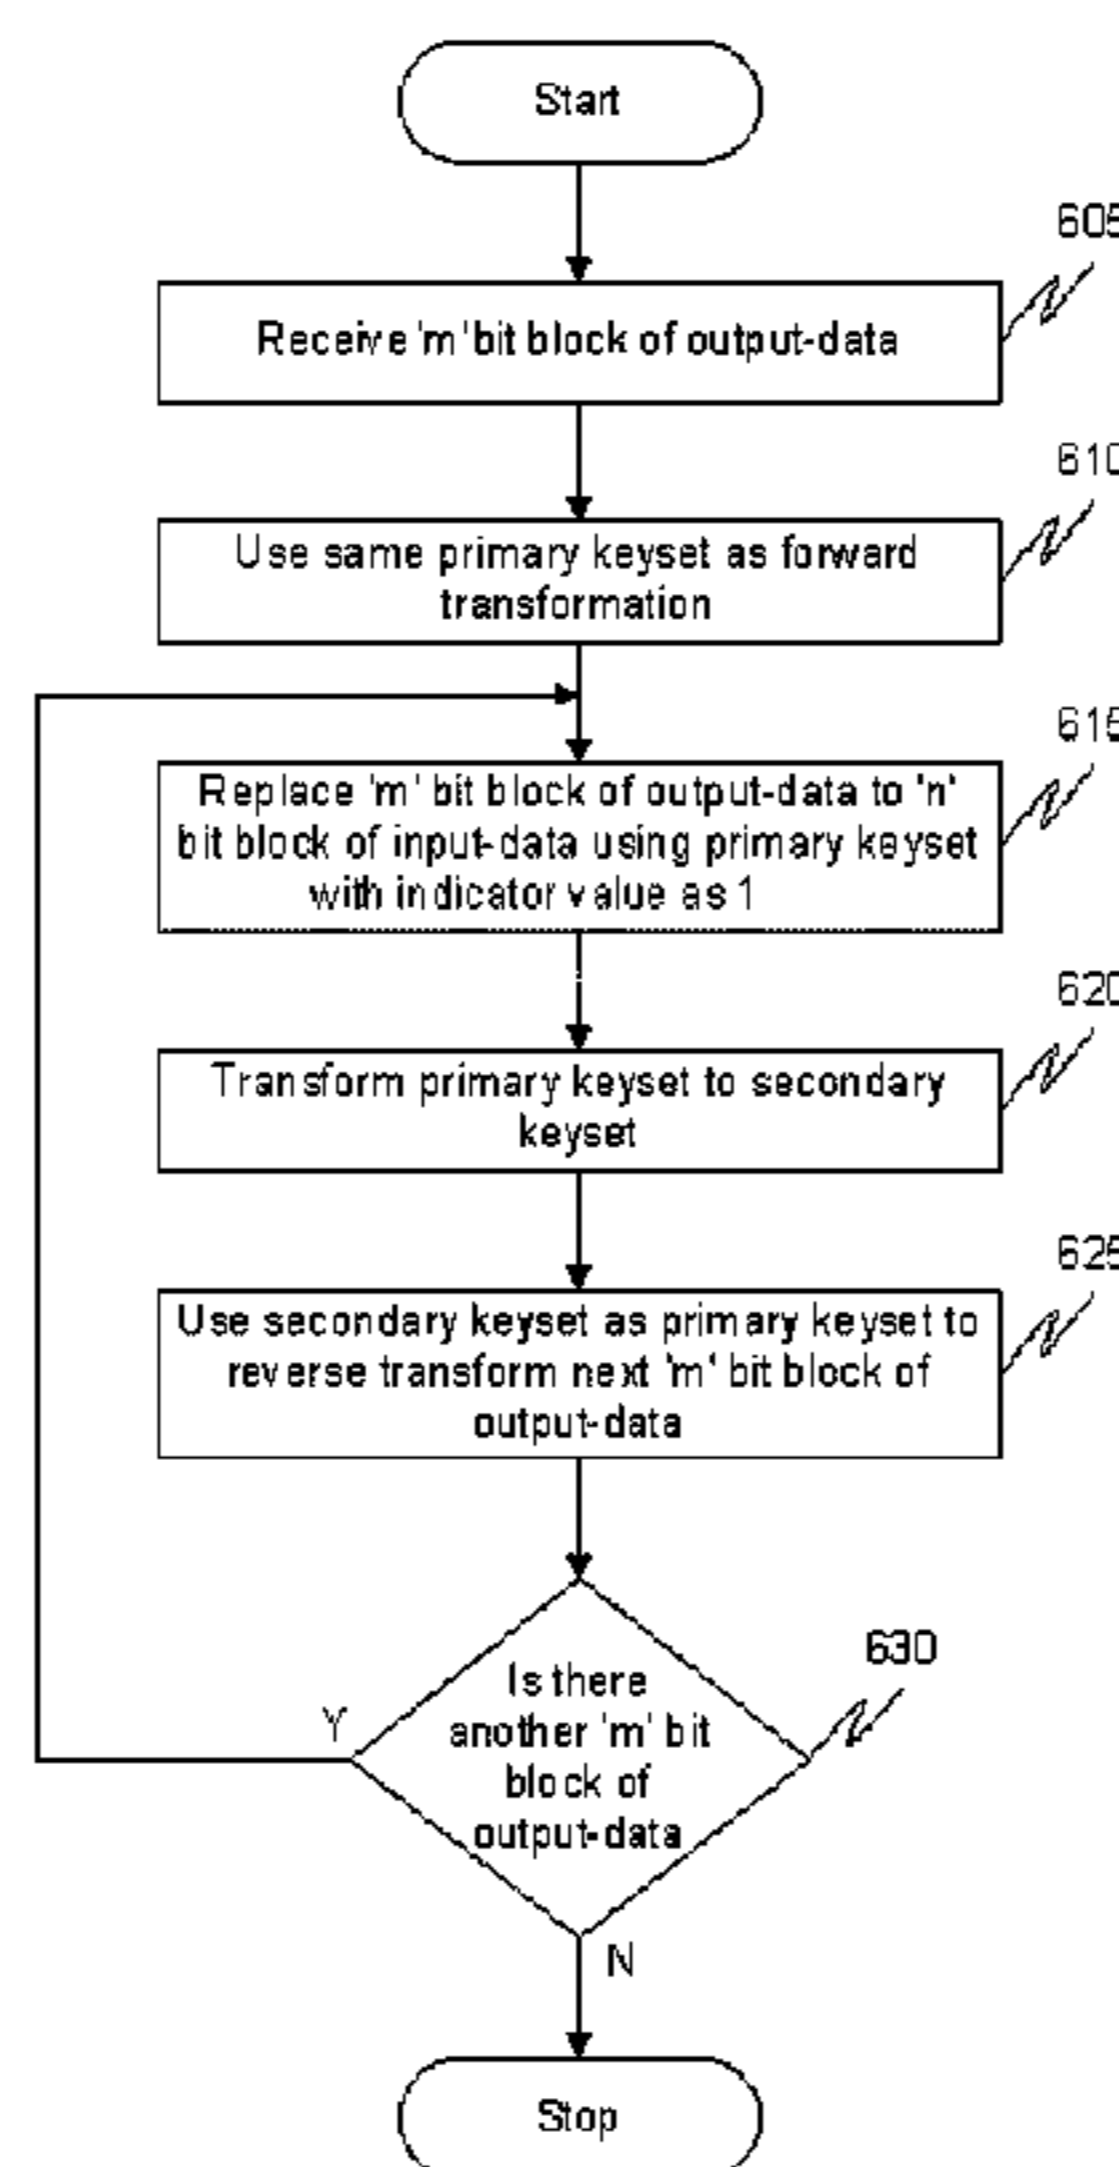 Start
605
Receive 'm' bit block of output-data
610
Use same primary keyset as forward
transformation
615
Replace 'm' bit block of output-data to 'n'
bit block of input-data using primary keyset
with indicator value as 1
620
Transform primary keyset to secondary
keyset
625
Use secondary keyset as primary keyset to
reverse transform next 'm' bit block of
output-data
630
Is there
another 'm' bit
block of
output-data
Y
N
Stop